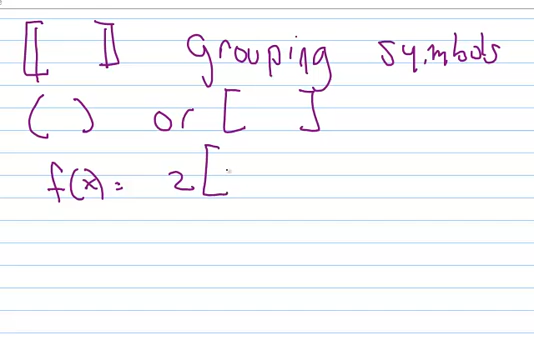 ⟦ ⟧ grouping symbols
( ) or [ ]
f(x) = 2[